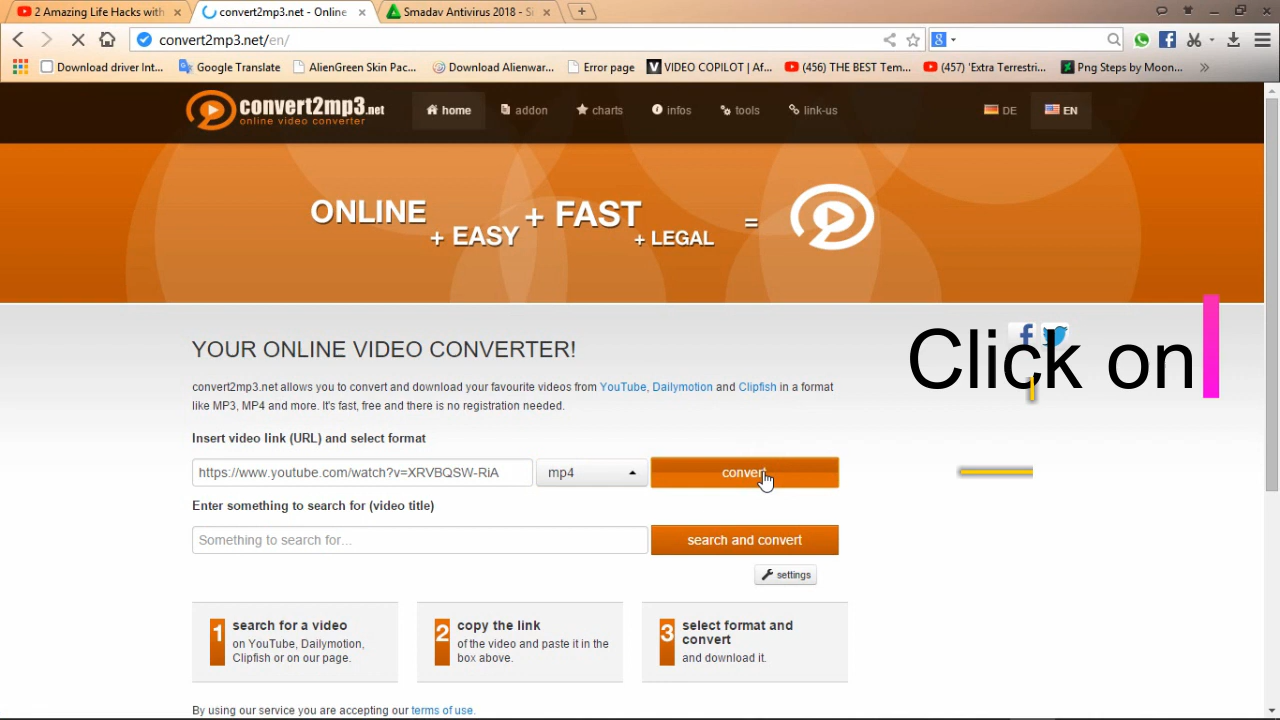 2 Amazing Life Hacks with
convert2mp3.net - Online
Smadav Antivirus 2018 - Si
convert2mp3.net/en/
Download driver Int...
Google Translate
AlienGreen Skin Pac...
Download Alienwar...
Error page
VIDEO COPILOT | Af...
(456) THE BEST Tem...
(457) 'Extra Terrestri...
Png Steps by Moon...
convert2mp3.net
online video converter
home
addon
charts
infos
tools
link-us
DE
EN
ONLINE + EASY + FAST + LEGAL =
Click on
YOUR ONLINE VIDEO CONVERTER!
convert2mp3.net allows you to convert and download your favourite videos from YouTube, Dailymotion and Clipfish in a format
like MP3, MP4 and more. It's fast, free and there is no registration needed.
Insert video link (URL) and select format
https://www.youtube.com/watch?v=XRVBQSW-RiA mp4 convert
Enter something to search for (video title)
Something to search for... search and convert
settings
1 search for a video
on YouTube, Dailymotion,
Clipfish or on our page.
2 copy the link
of the video and paste it in the
box above.
3 select format and
convert
and download it.
By using our service you are accepting our terms of use.